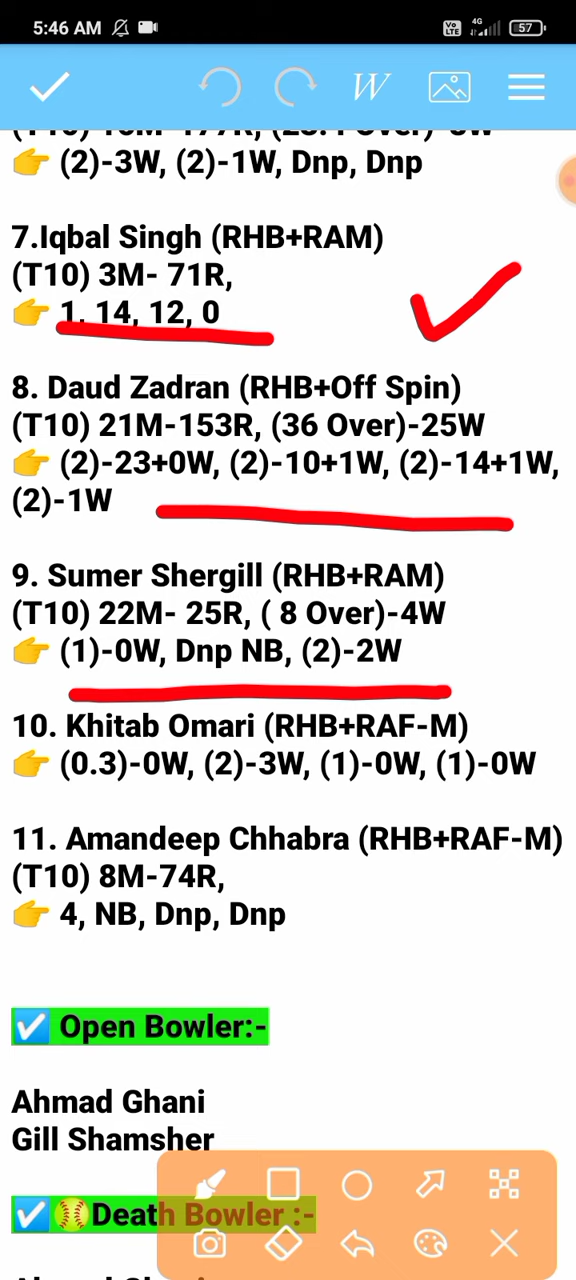 5:46 AM
Vo LTE 4G 57
W
👉 (2)-3W, (2)-1W, Dnp, Dnp
7.Iqbal Singh (RHB+RAM)
(T10) 3M- 71R,
👉 1, 14, 12, 0
8. Daud Zadran (RHB+Off Spin)
(T10) 21M-153R, (36 Over)-25W
👉 (2)-23+0W, (2)-10+1W, (2)-14+1W,
(2)-1W
9. Sumer Shergill (RHB+RAM)
(T10) 22M- 25R, ( 8 Over)-4W
👉 (1)-0W, Dnp NB, (2)-2W
10. Khitab Omari (RHB+RAF-M)
👉 (0.3)-0W, (2)-3W, (1)-0W, (1)-0W
11. Amandeep Chhabra (RHB+RAF-M)
(T10) 8M-74R,
👉 4, NB, Dnp, Dnp
☑️ Open Bowler:-
Ahmad Ghani
Gill Shamsher
☑️ 🥎Death Bowler :-